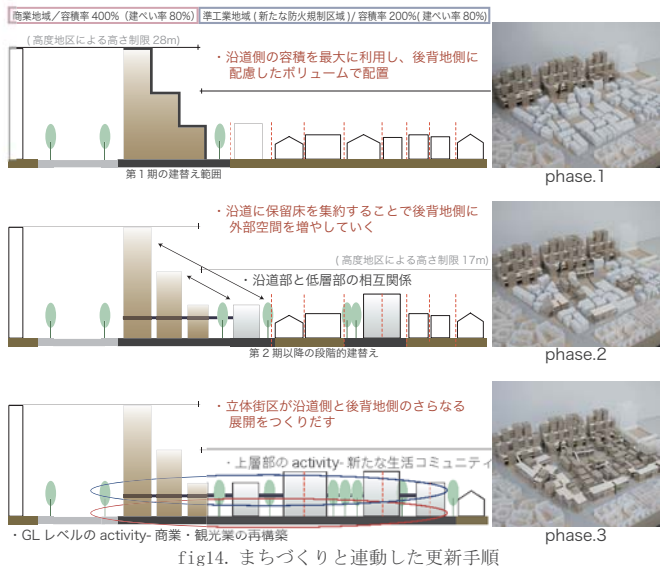 商業地域／容積率 400%（建ぺい率 80%）
準工業地域 ( 新たな防火規制区域 )/ 容積率 200%( 建ぺい率 80%)
( 高度地区による高さ制限 28m)
・沿道側の容積を最大に利用し、後背地側に
配慮したボリュームで配置
第 1 期の建替え範囲
phase.1
・沿道に保留床を集約することで後背地側に
外部空間を増やしていく
( 高度地区による高さ制限 17m)
・沿道部と低層部の相互関係
第 2 期以降の段階的建替え
phase.2
・立体街区が沿道側と後背地側のさらなる
展開をつくりだす
・上層部の activity- 新たな生活コミュニティ
・GL レベルの activity- 商業・観光業の再構築
phase.3
fig14. まちづくりと連動した更新手順